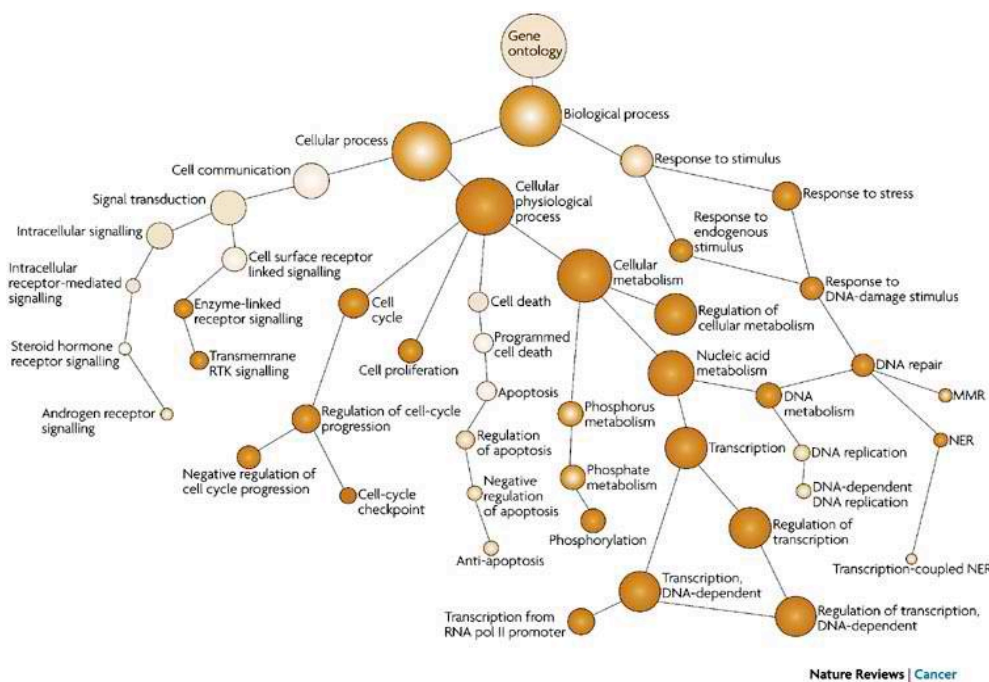 Gene
ontology
Biological process
Cellular process
Cell communication
Response to stimulus
Signal transduction
Cellular
physiological
process
Response to stress
Response to
endogenous
stimulus
Intracellular signalling
Cell surface receptor
linked signalling
Cellular
metabolism
Intracellular
receptor-mediated
signalling
Response to
DNA-damage stimulus
Enzyme-linked
receptor signalling
Cell
cycle
Cell death
Regulation of
cellular metabolism
Steroid hormone
receptor signalling
Transmemrane
RTK signalling
Cell proliferation
Programmed
cell death
Nucleic acid
metabolism
DNA repair
Apoptosis
DNA
metabolism
MMR
Androgen receptor
signalling
Regulation of cell-cycle
progression
Phosphorus metabolism
Regulation
of apoptosis
Transcription
DNA replication
NER
Negative regulation of
cell cycle progression
Cell-cycle
checkpoint
Negative
regulation
of apoptosis
Phosphate
metabolism
DNA-dependent
DNA replication
Phosphorylation
Regulation of
transcription
Anti-apoptosis
Transcription-coupled NER
Transcription,
DNA-dependent
Transcription from
RNA pol II promoter
Regulation of transcription,
DNA-dependent
Nature Reviews | Cancer